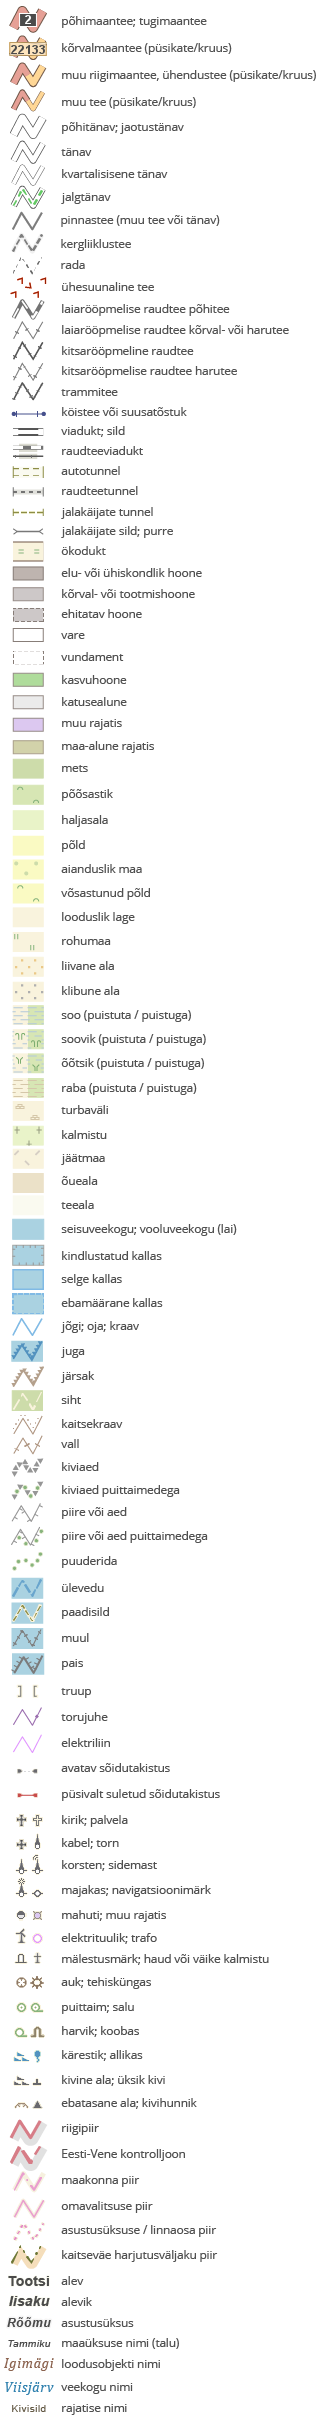 2 põhimaantee; tugimaantee
22133 kõrvalmaantee (püsikate/kruus)
muu riigimaantee, ühendustee (püsikate/kruus)
muu tee (püsikate/kruus)
põhitänav; jaotustänav
tänav
kvartalisisene tänav
jalgtänav
pinnastee (muu tee või tänav)
kergliiklustee
rada
ühesuunaline tee
laiarööpmelise raudtee põhitee
laiarööpmelise raudtee kõrval- või harutee
kitsarööpmeline raudtee
kitsarööpmelise raudtee harutee
trammitee
köistee või suusatõstuk
viadukt; sild
raudteeviadukt
autotunnel
raudteetunnel
jalakäijate tunnel
jalakäijate sild; purre
ökodukt
elu- või ühiskondlik hoone
kõrval- või tootmishoone
ehitatav hoone
vare
vundament
kasvuhoone
katusealune
muu rajatis
maa-alune rajatis
mets
põõsastik
haljasala
põld
aianduslik maa
võsastunud põld
looduslik lage
rohumaa
liivane ala
klibune ala
soo (puistuta / puistuga)
soovik (puistuta / puistuga)
õõtsik (puistuta / puistuga)
raba (puistuta / puistuga)
turbaväli
kalmistu
jäätmaa
õueala
teeala
seisuveekogu; vooluveekogu (lai)
kindlustatud kallas
selge kallas
ebamäärane kallas
jõgi; oja; kraav
juga
järsak
siht
kaitsekraav
vall
kiviaed
kiviaed puittaimedega
piire või aed
piire või aed puittaimedega
puuderida
ülevedu
paadisild
muul
pais
truup
torujuhe
elektriliin
avatav sõidutakistus
püsivalt suletud sõidutakistus
kirik; palvela
kabel; torn
korsten; sidemast
majakas; navigatsioonimärk
mahuti; muu rajatis
elektrituulik; trafo
mälestusmärk; haud või väike kalmistu
auk; tehisküngas
puittaim; salu
harvik; koobas
kärestik; allikas
kivine ala; üksik kivi
ebatasane ala; kivihunnik
riigipiir
Eesti-Vene kontrolljoon
maakonna piir
omavalitsuse piir
asustusüksuse / linnaosa piir
kaitseväe harjutusväljaku piir
Tootsi alev
Iisaku alevik
Rõõmu asustusüksus
Tammiku maaüksuse nimi (talu)
Igimägi loodusobjekti nimi
Viisjärv veekogu nimi
Kivisild rajatise nimi